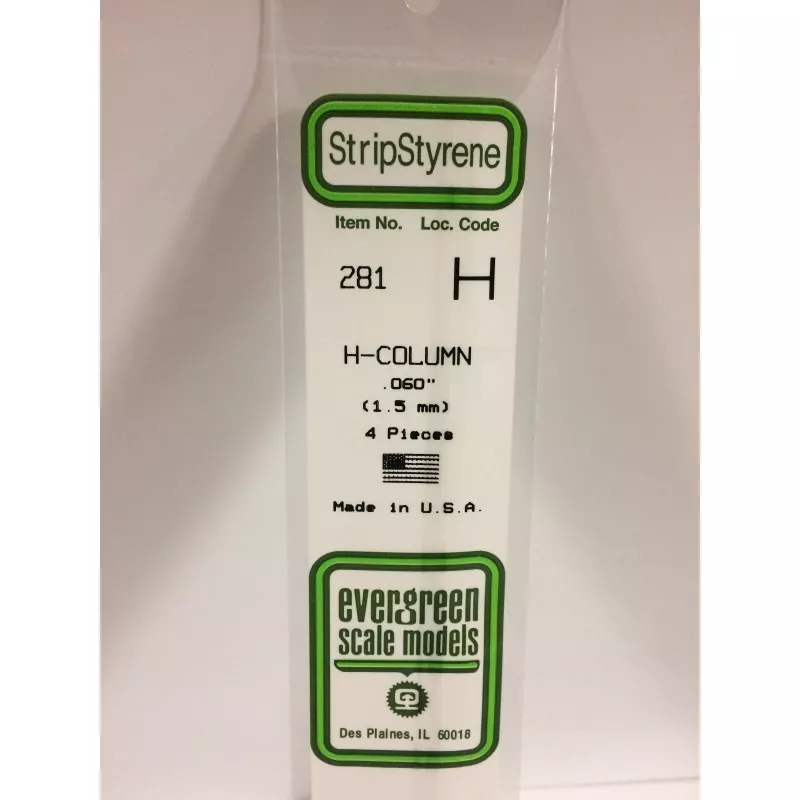 StripStyrene
Item No. Loc. Code
281 H
H-COLUMN
.060"
(1.5 mm)
4 Pieces
Made in U.S.A.
evergreen
scale models
Des Plaines, IL 60018